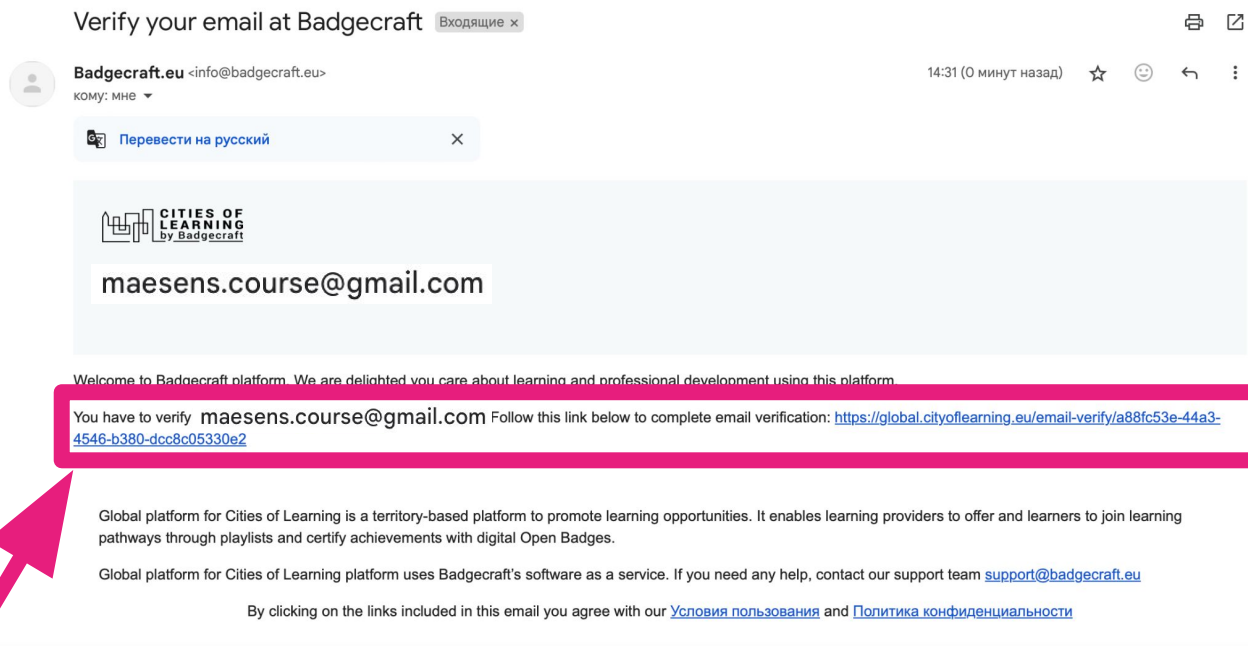 Verify your email at Badgecraft Входящие ×
Badgecraft.eu <info@badgecraft.eu> 14:31 (0 минут назад)
кому: мне
Перевести на русский
CITIES OF
LEARNING
by Badgecraft
maesens.course@gmail.com
Welcome to Badgecraft platform. We are delighted you care about learning and professional development using this platform.
You have to verify maesens.course@gmail.com Follow this link below to complete email verification: https://global.cityoflearning.eu/email-verify/a88fc53e-44a3-
4546-b380-dcc8c05330e2
Global platform for Cities of Learning is a territory-based platform to promote learning opportunities. It enables learning providers to offer and learners to join learning
pathways through playlists and certify achievements with digital Open Badges.
Global platform for Cities of Learning platform uses Badgecraft's software as a service. If you need any help, contact our support team support@badgecraft.eu
By clicking on the links included in this email you agree with our Условия пользования and Политика конфиденциальности